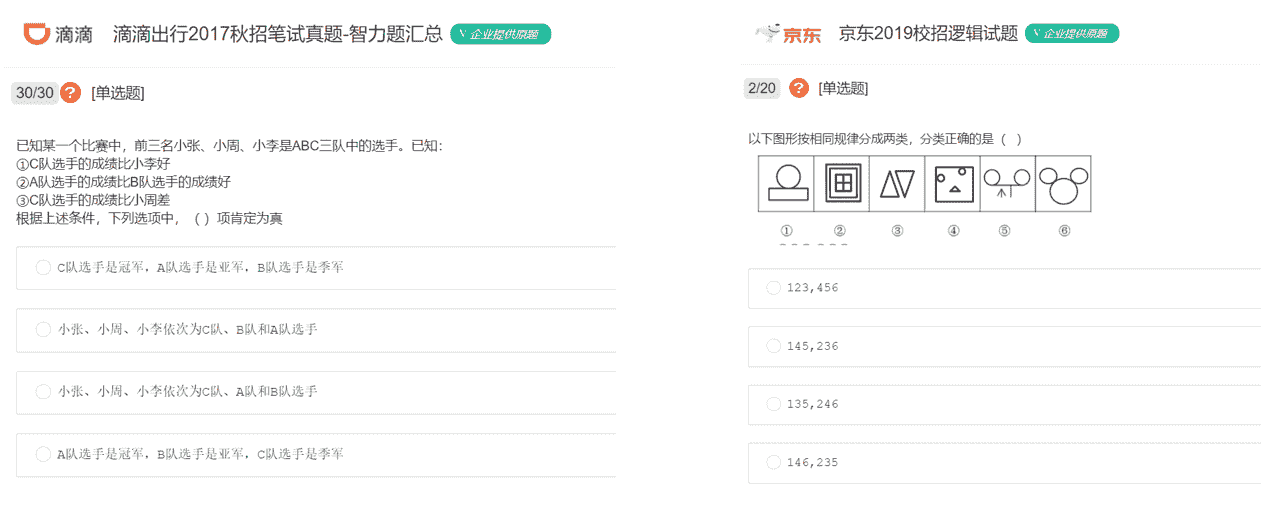 滴滴 滴滴出行2017秋招笔试真题-智力题汇总 企业提供原题
30/30 ? [单选题]
已知某一个比赛中，前三名小张、小周、小李是ABC三队中的选手。已知：
①C队选手的成绩比小李好
②A队选手的成绩比B队选手的成绩好
③C队选手的成绩比小周差
根据上述条件，下列选项中，（ ）项肯定为真
C队选手是冠军，A队选手是亚军，B队选手是季军
小张、小周、小李依次为C队、B队和A队选手
小张、小周、小李依次为C队、A队和B队选手
A队选手是冠军，B队选手是亚军，C队选手是季军
京东 京东2019校招逻辑试题 企业提供原题
2/20 ? [单选题]
以下图形按相同规律分成两类，分类正确的是（ ）
① ② ③ ④ ⑤ ⑥
123,456
145,236
135,246
146,235